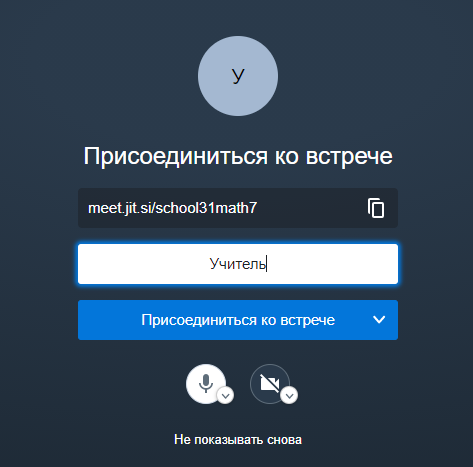 У
Присоединиться ко встрече
meet.jit.si/school31math7
Учитель
Присоединиться ко встрече
Не показывать снова